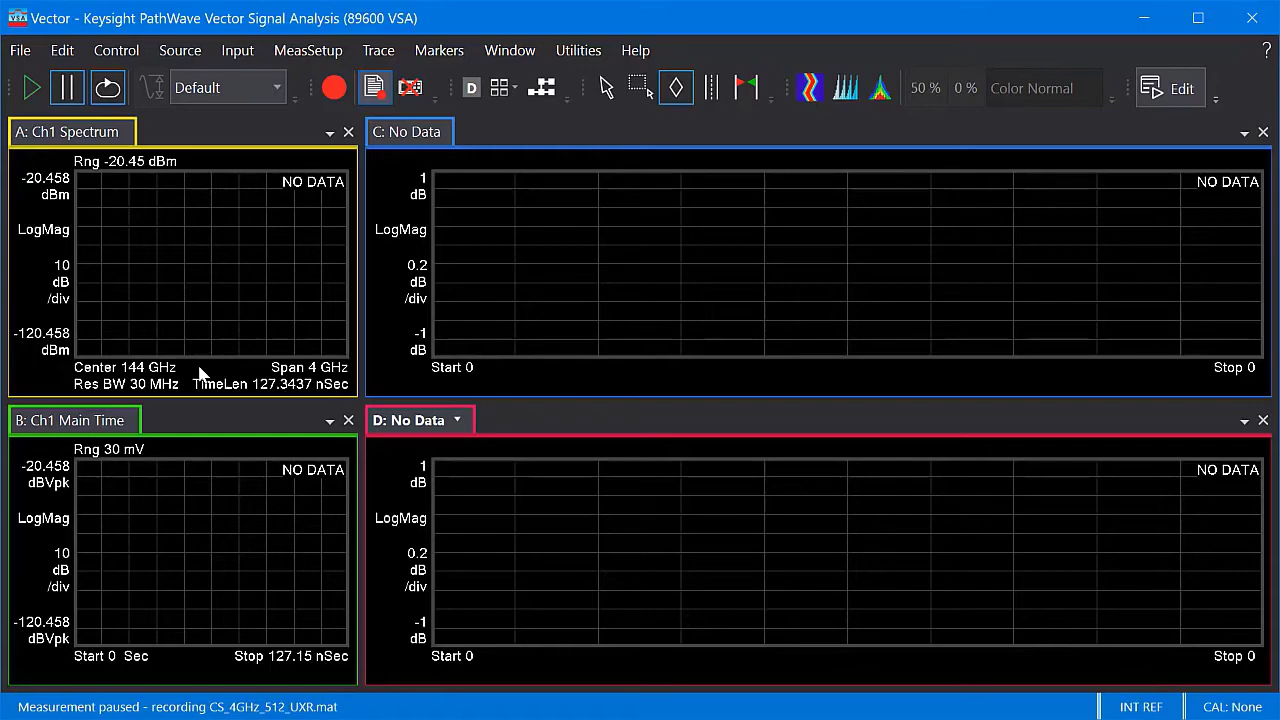 VSA
Vector - Keysight PathWave Vector Signal Analysis (89600 VSA)
File Edit Control Source Input MeasSetup Trace Markers Window Utilities Help ?
Default D 50 % 0 % Color Normal Edit
A: Ch1 Spectrum
Rng -20.45 dBm
-20.458
dBm
NO DATA
LogMag
10
dB
/div
-120.458
dBm
Center 144 GHz Span 4 GHz
Res BW 30 MHz TimeLen 127.3437 nSec
C: No Data
1
dB
NO DATA
LogMag
0.2
dB
/div
-1
dB
Start 0 Stop 0
B: Ch1 Main Time
Rng 30 mV
-20.458
dBVpk
NO DATA
LogMag
10
dB
/div
-120.458
dBVpk
Start 0 Sec Stop 127.15 nSec
D: No Data
1
dB
NO DATA
LogMag
0.2
dB
/div
-1
dB
Start 0 Stop 0
Measurement paused - recording CS_4GHz_512_UXR.mat INT REF CAL: None